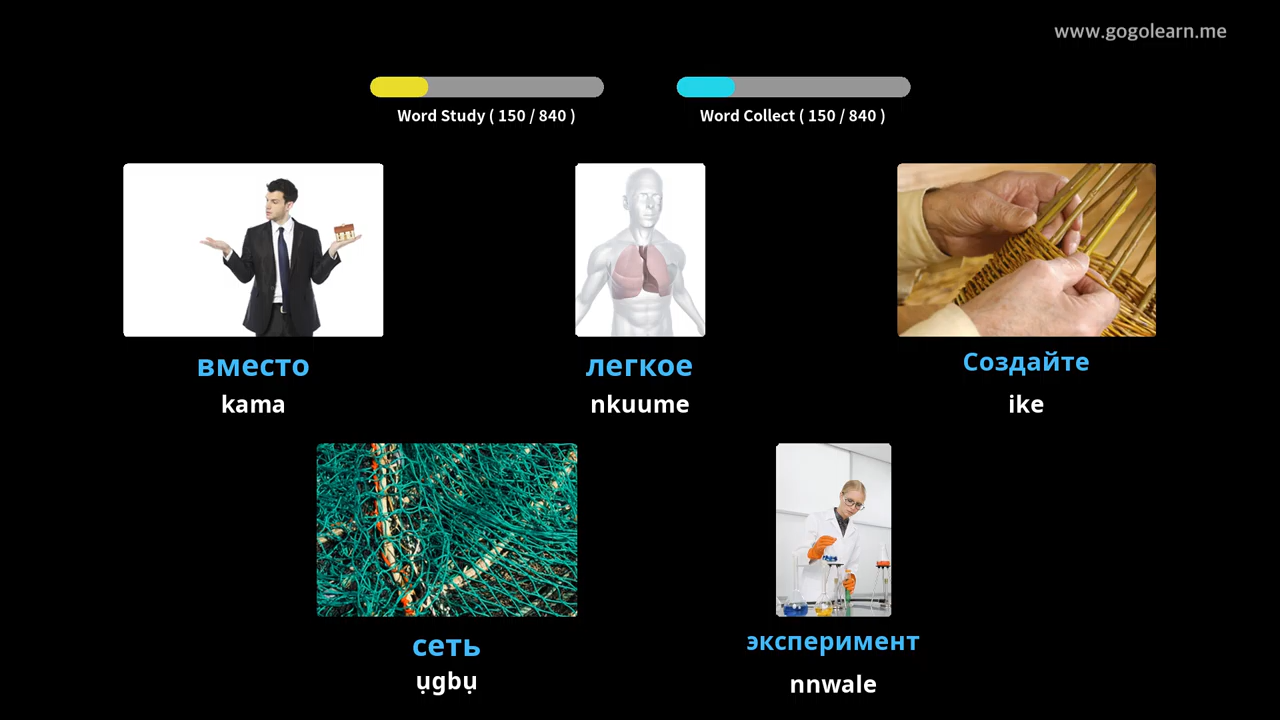 www.gogolearn.me
Word Study ( 150 / 840 )
Word Collect ( 150 / 840 )
вместо
kama
легкое
nkuume
Создайте
ike
сеть
ụgbụ
эксперимент
nnwale